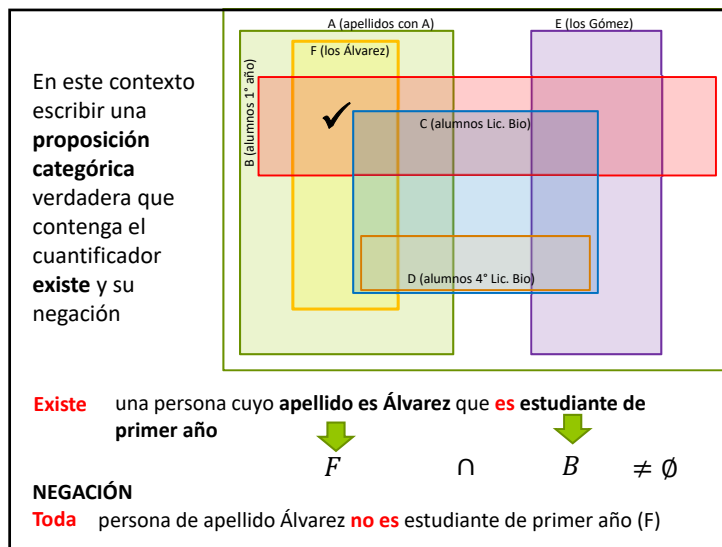 En este contexto
escribir una
proposición
categórica
verdadera que
contenga el
cuantificador
existe y su
negación
A (apellidos con A)
E (los Gómez)
F (los Álvarez)
B (alumnos 1° año)
C (alumnos Lic. Bio)
D (alumnos 4° Lic. Bio)
✓
Existe una persona cuyo apellido es Álvarez que es estudiante de
primer año
F ∩ B ≠ ∅
NEGACIÓN
Toda persona de apellido Álvarez no es estudiante de primer año (F)